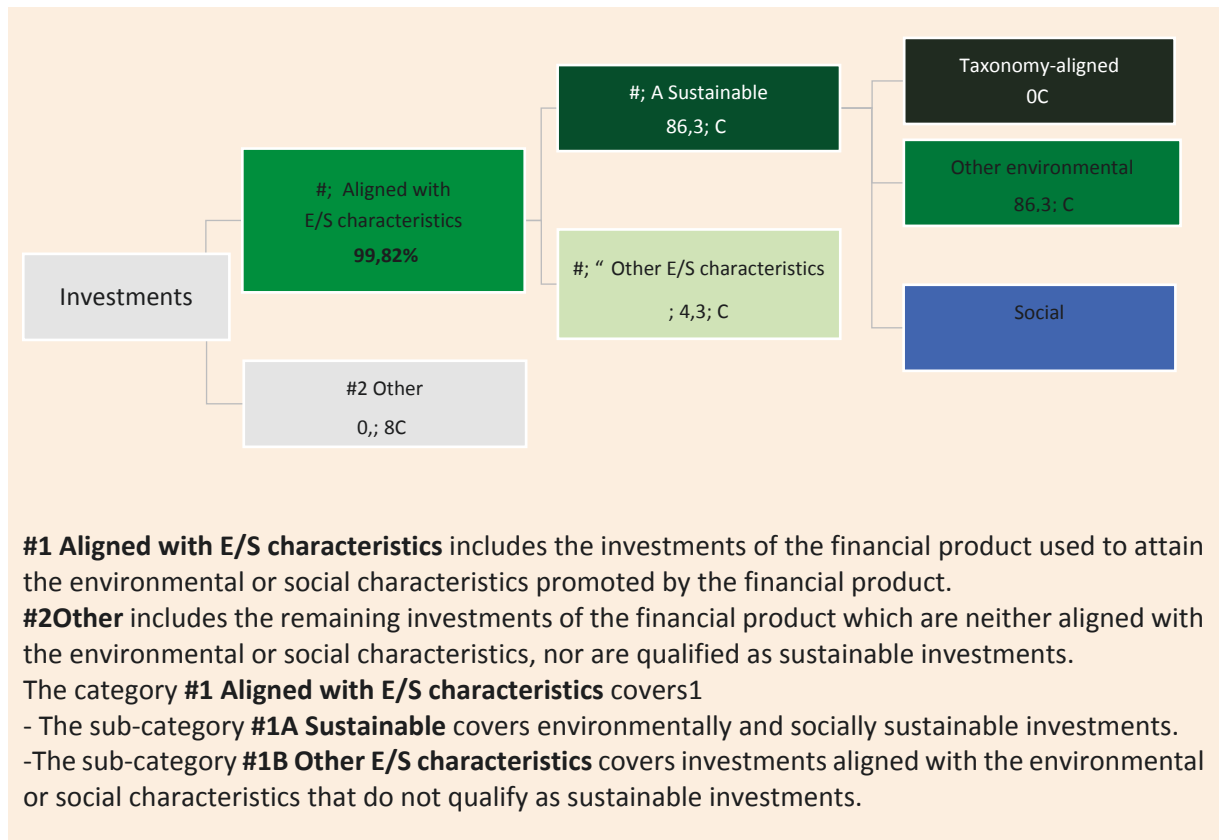 Investments
#;  Aligned with
E/S characteristics
99,82%
#2 Other
0,; 8C
#; A Sustainable
86,3; C
#; “ Other E/S characteristics
; 4,3; C
Taxonomy-aligned
0C
Other environmental
86,3; C
Social
#1 Aligned with E/S characteristics includes the investments of the financial product used to attain
the environmental or social characteristics promoted by the financial product.
#2Other includes the remaining investments of the financial product which are neither aligned with
the environmental or social characteristics, nor are qualified as sustainable investments.
The category #1 Aligned with E/S characteristics covers1
- The sub-category #1A Sustainable covers environmentally and socially sustainable investments.
-The sub-category #1B Other E/S characteristics covers investments aligned with the environmental
or social characteristics that do not qualify as sustainable investments.